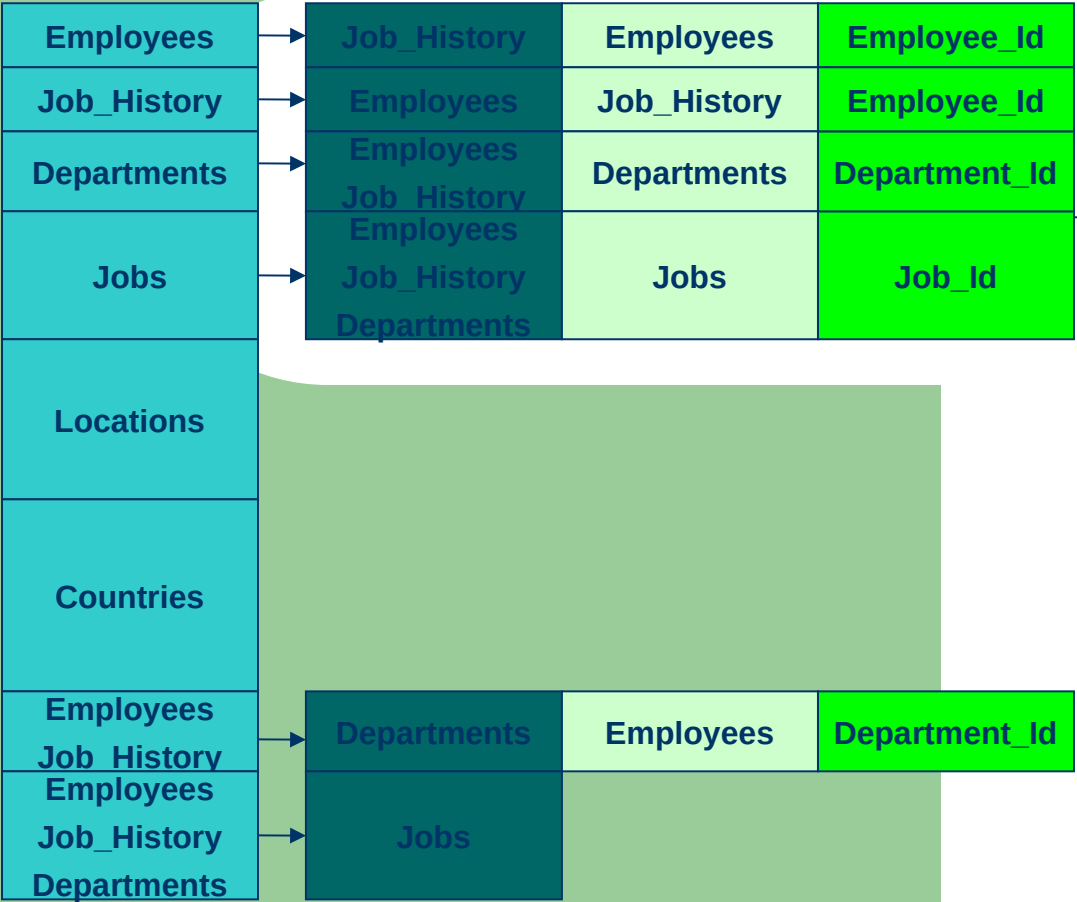 Employees Job_History Employees Employee_Id
Job_History Employees Job_History Employee_Id
Departments Employees Departments Department_Id
Job_History
Jobs Employees Jobs Job_Id
Job_History
Departments
Locations
Countries
Employees Departments Employees Department_Id
Job_History
Employees Jobs
Job_History
Departments